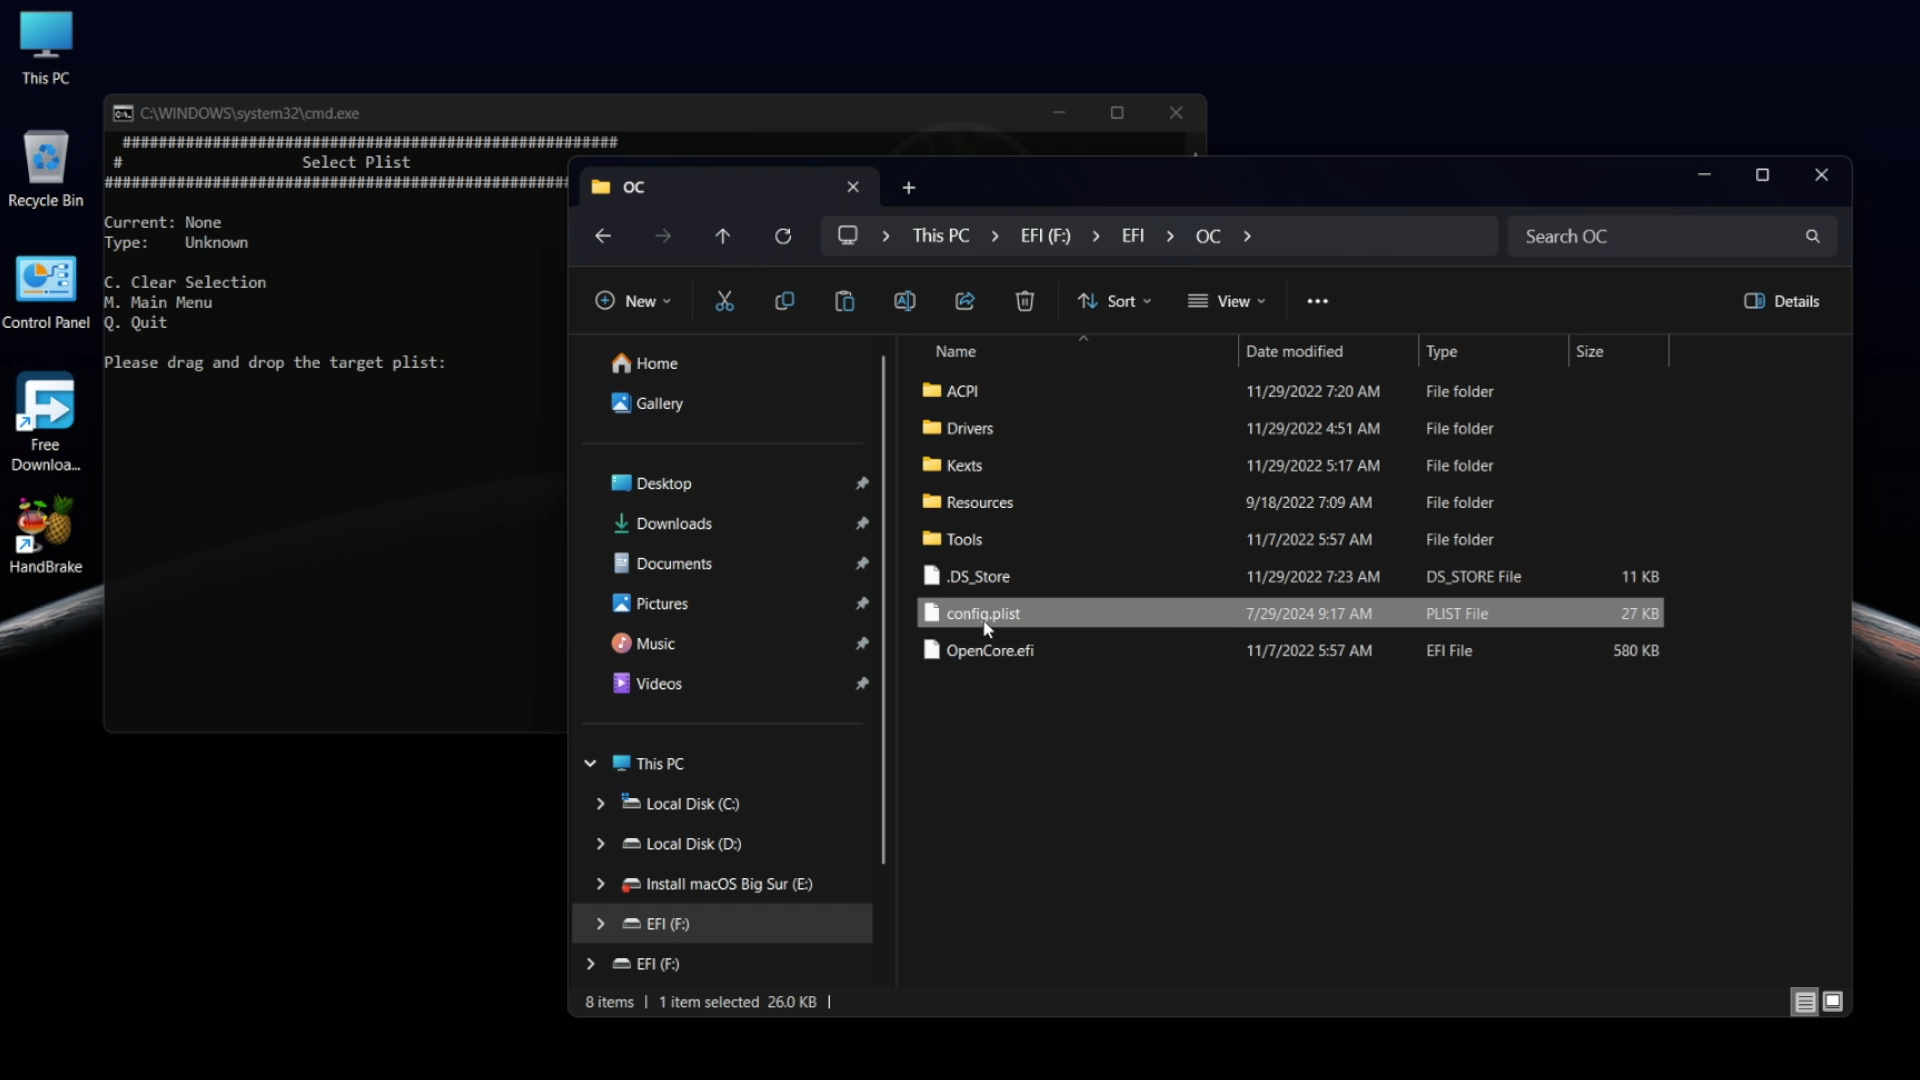 This PC
Recycle Bin
Control Panel
Free
Downloa...
HandBrake
C:\WINDOWS\system32\cmd.exe
#######################################################
# Select Plist
####################################################
Current: None
Type: Unknown
C. Clear Selection
M. Main Menu
Q. Quit
Please drag and drop the target plist:
OC
This PC > EFI (F:) > EFI > OC >
Search OC
New
Sort
View
Details
Home
Gallery
Desktop
Downloads
Documents
Pictures
Music
Videos
This PC
Local Disk (C:)
Local Disk (D:)
Install macOS Big Sur (E:)
EFI (F:)
EFI (F:)
Name Date modified Type Size
ACPI 11/29/2022 7:20 AM File folder
Drivers 11/29/2022 4:51 AM File folder
Kexts 11/29/2022 5:17 AM File folder
Resources 9/18/2022 7:09 AM File folder
Tools 11/7/2022 5:57 AM File folder
.DS_Store 11/29/2022 7:23 AM DS_STORE File 11 KB
config.plist 7/29/2024 9:17 AM PLIST File 27 KB
OpenCore.efi 11/7/2022 5:57 AM EFI File 580 KB
8 items | 1 item selected 26.0 KB |